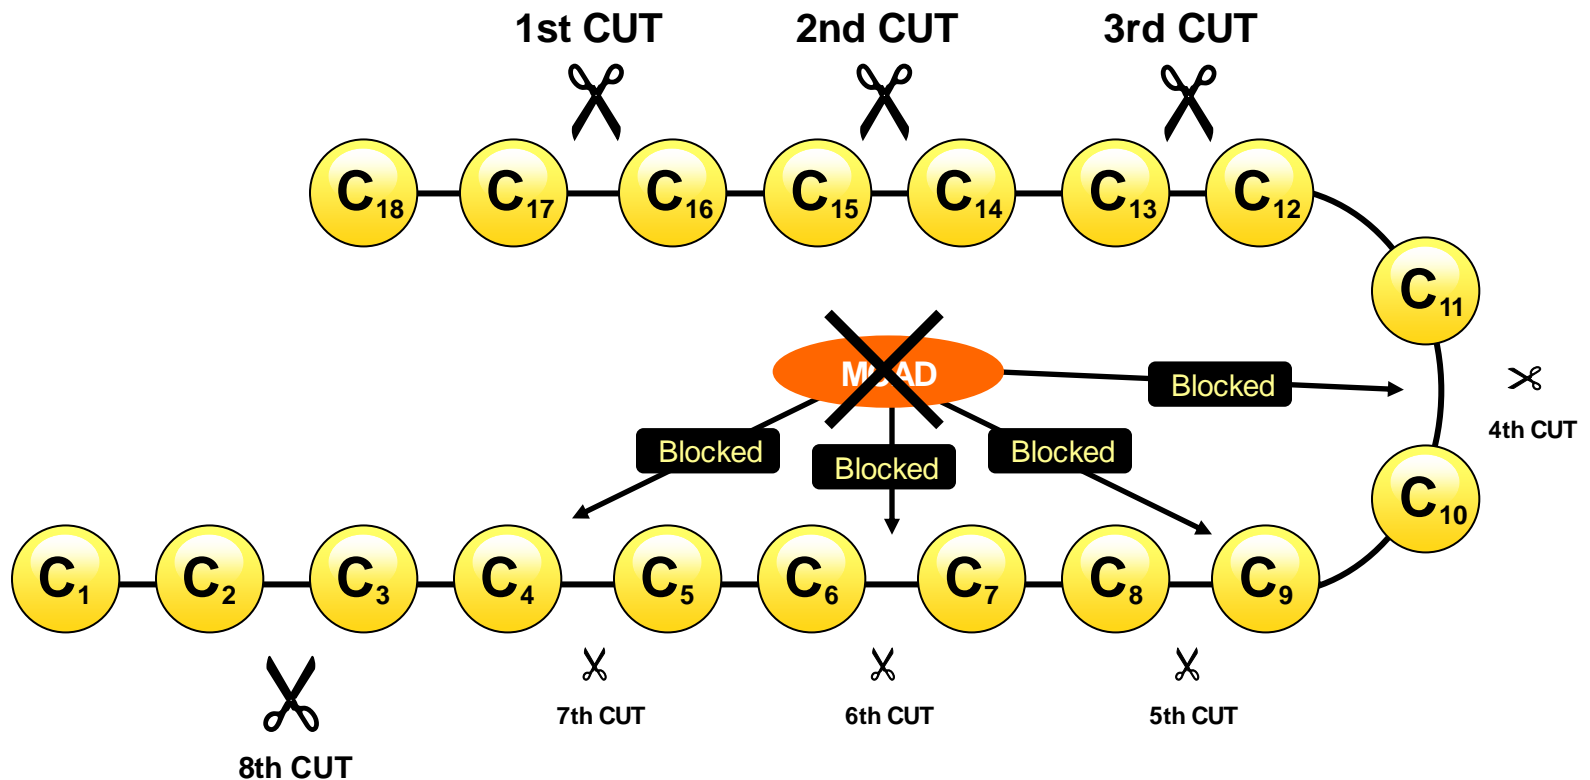 1st CUT 2nd CUT 3rd CUT
C18 C17 C16 C15 C14 C13 C12
C11
MCAD
Blocked
4th CUT
Blocked Blocked Blocked
C10
C1 C2 C3 C4 C5 C6 C7 C8 C9
7th CUT 6th CUT 5th CUT
8th CUT